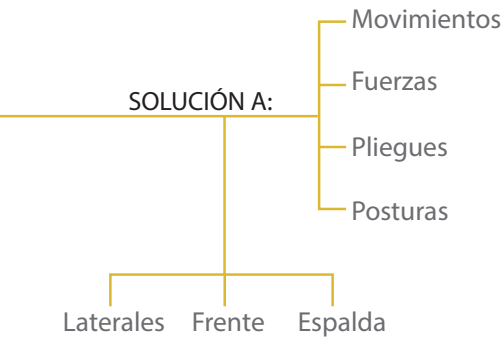 Movimientos
Fuerzas
SOLUCIÓN A:
Pliegues
Posturas
Laterales Frente Espalda